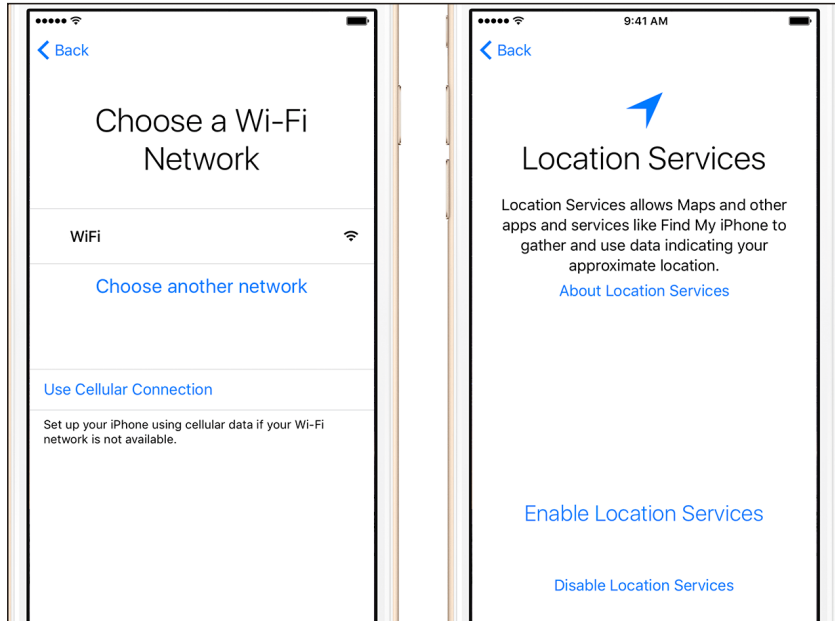 Back
Choose a Wi-Fi
Network
WiFi
Choose another network
Use Cellular Connection
Set up your iPhone using cellular data if your Wi-Fi
network is not available.
9:41 AM
Back
Location Services
Location Services allows Maps and other
apps and services like Find My iPhone to
gather and use data indicating your
approximate location.
About Location Services
Enable Location Services
Disable Location Services